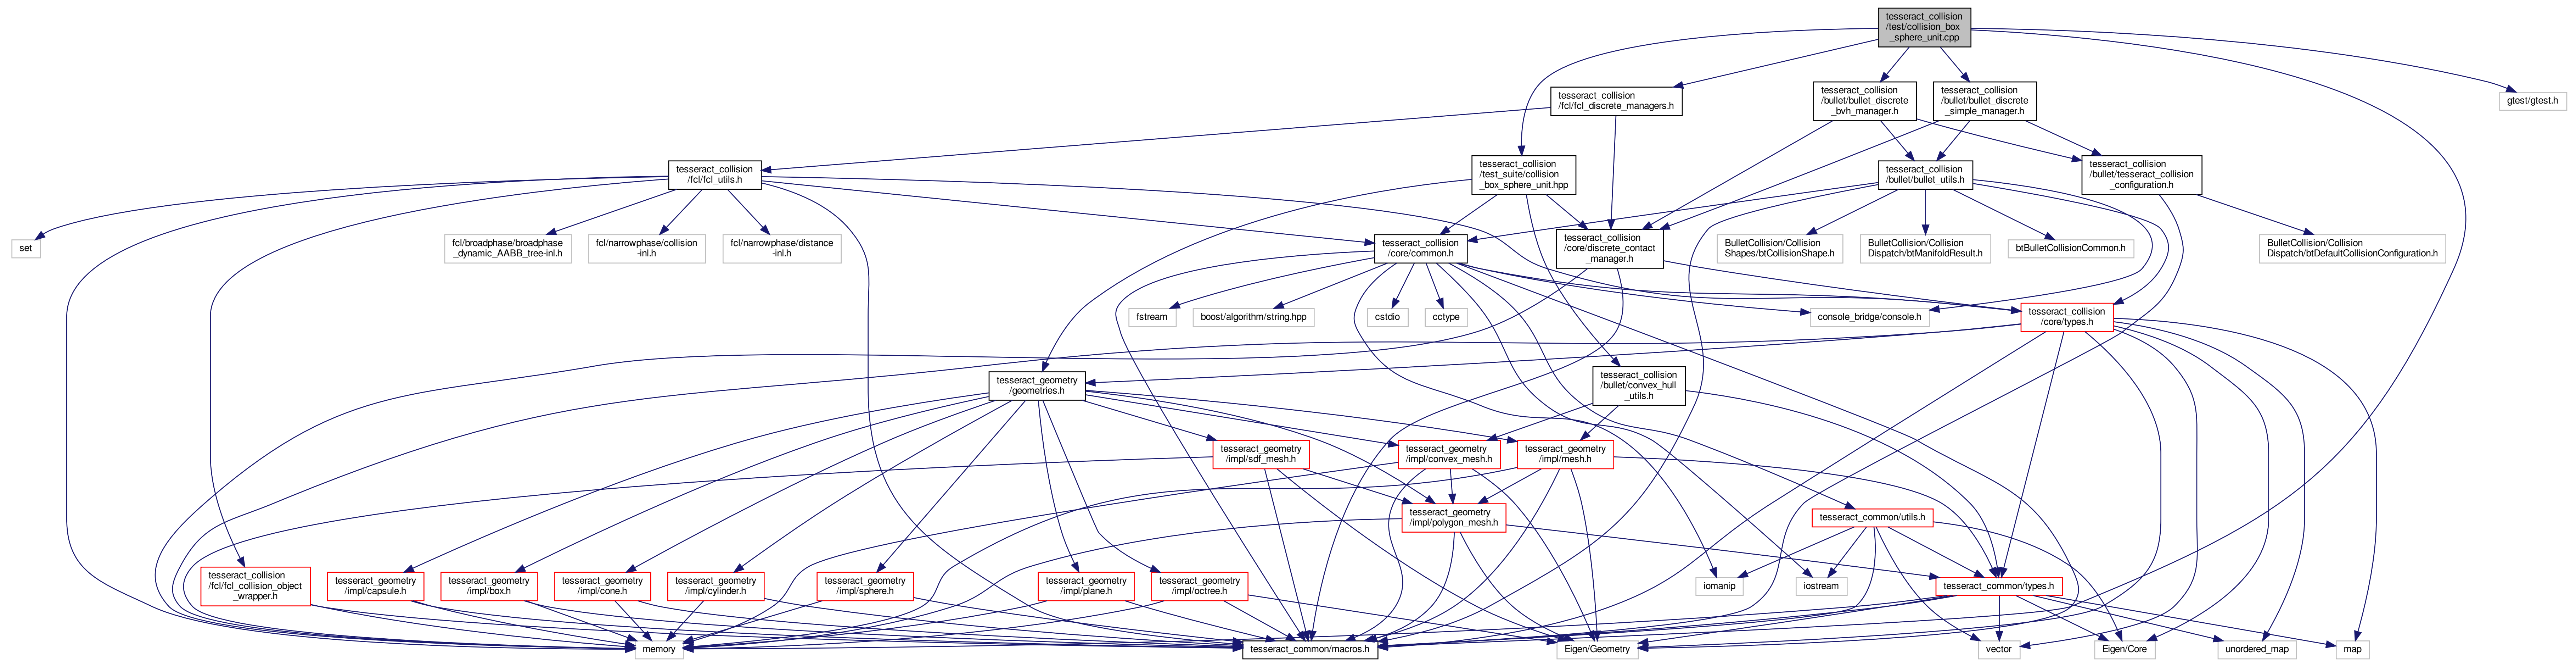 tesseract_collision
/test/collision_box
_sphere_unit.cpp
tesseract_collision
/fcl/fcl_discrete_managers.h
tesseract_collision
/bullet/bullet_discrete
_bvh_manager.h
tesseract_collision
/bullet/bullet_discrete
_simple_manager.h
gtest/gtest.h
tesseract_collision
/fcl/fcl_utils.h
tesseract_collision
/test_suite/collision
_box_sphere_unit.hpp
tesseract_collision
/bullet/bullet_utils.h
tesseract_collision
/bullet/tesseract_collision
_configuration.h
set
fcl/broadphase/broadphase
_dynamic_AABB_tree-inl.h
fcl/narrowphase/collision
-inl.h
fcl/narrowphase/distance
-inl.h
tesseract_collision
/core/common.h
tesseract_collision
/core/discrete_contact
_manager.h
BulletCollision/Collision
Shapes/btCollisionShape.h
BulletCollision/Collision
Dispatch/btManifoldResult.h
btBulletCollisionCommon.h
BulletCollision/Collision
Dispatch/btDefaultCollisionConfiguration.h
fstream
boost/algorithm/string.hpp
cstdio
cctype
console_bridge/console.h
tesseract_collision
/core/types.h
tesseract_geometry
/geometries.h
tesseract_collision
/bullet/convex_hull
_utils.h
tesseract_geometry
/impl/sdf_mesh.h
tesseract_geometry
/impl/convex_mesh.h
tesseract_geometry
/impl/mesh.h
tesseract_geometry
/impl/polygon_mesh.h
tesseract_common/utils.h
tesseract_collision
/fcl/fcl_collision_object
_wrapper.h
tesseract_geometry
/impl/capsule.h
tesseract_geometry
/impl/box.h
tesseract_geometry
/impl/cone.h
tesseract_geometry
/impl/cylinder.h
tesseract_geometry
/impl/sphere.h
tesseract_geometry
/impl/plane.h
tesseract_geometry
/impl/octree.h
iomanip
iostream
tesseract_common/types.h
memory
tesseract_common/macros.h
Eigen/Geometry
vector
Eigen/Core
unordered_map
map